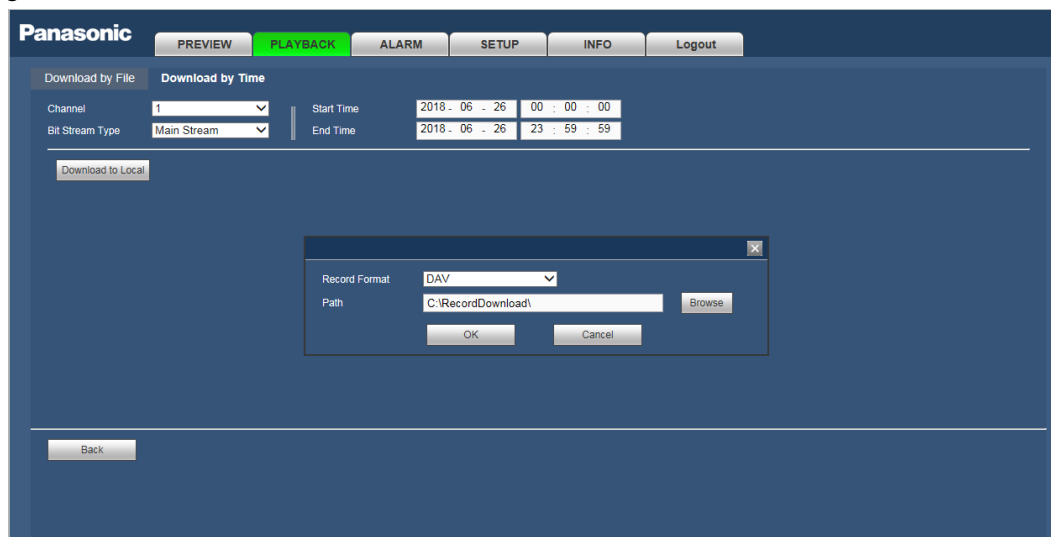 Panasonic PREVIEW PLAYBACK ALARM SETUP INFO Logout
Download by File Download by Time
Channel 1 Start Time 2018 - 06 - 26 00 : 00 : 00
Bit Stream Type Main Stream End Time 2018 - 06 - 26 23 : 59 : 59
Download to Local
Record Format DAV
Path C:\RecordDownload\ Browse
OK Cancel
Back